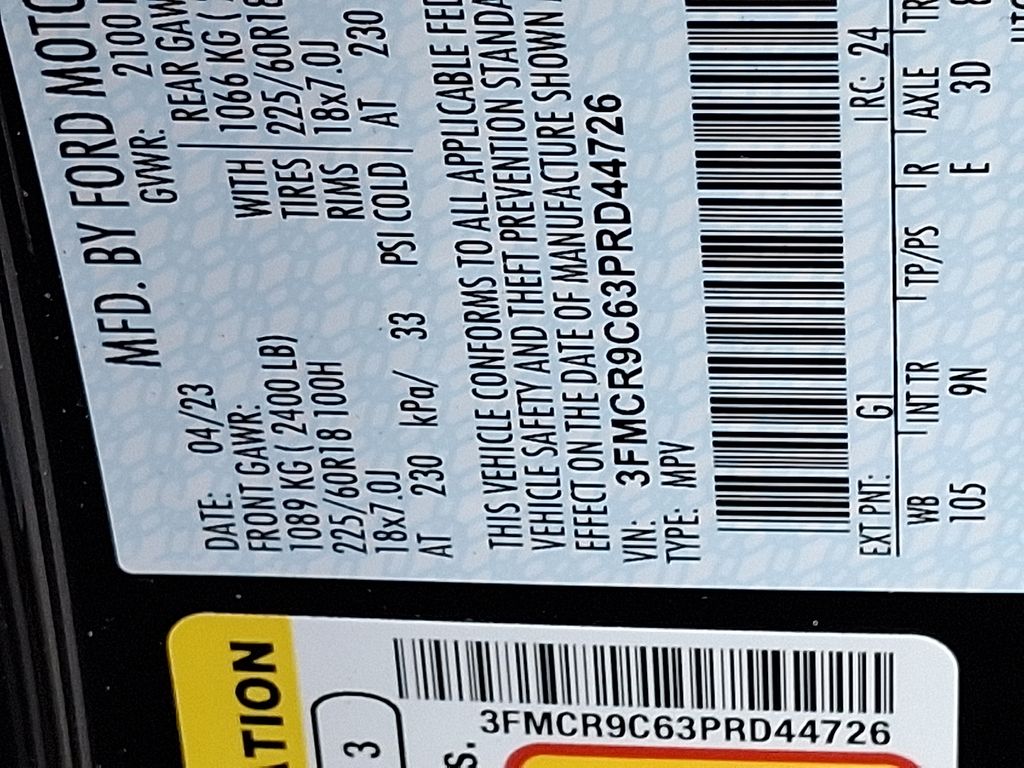 MFD. BY FORD MOTO
DATE: 04/23 GVWR: 2100
FRONT GAWR: REAR GAW
1089 KG ( 2400 LB) WITH 1066 KG (
225/60R18 100H TIRES 225/60R18
18x7.0J RIMS 18x7.0J
AT 230 kPa/ 33 PSI COLD AT 230
THIS VEHICLE CONFORMS TO ALL APPLICABLE FED
VEHICLE SAFETY AND THEFT PREVENTION STANDA
EFFECT ON THE DATE OF MANUFACTURE SHOWN
VIN: 3FMCR9C63PRD44726
TYPE: MPV
EXT PNT: G1 RC: 24
WB INT TR TP/PS R AXLE TR
105 9N E 3D
ATION
3
S.
3FMCR9C63PRD44726